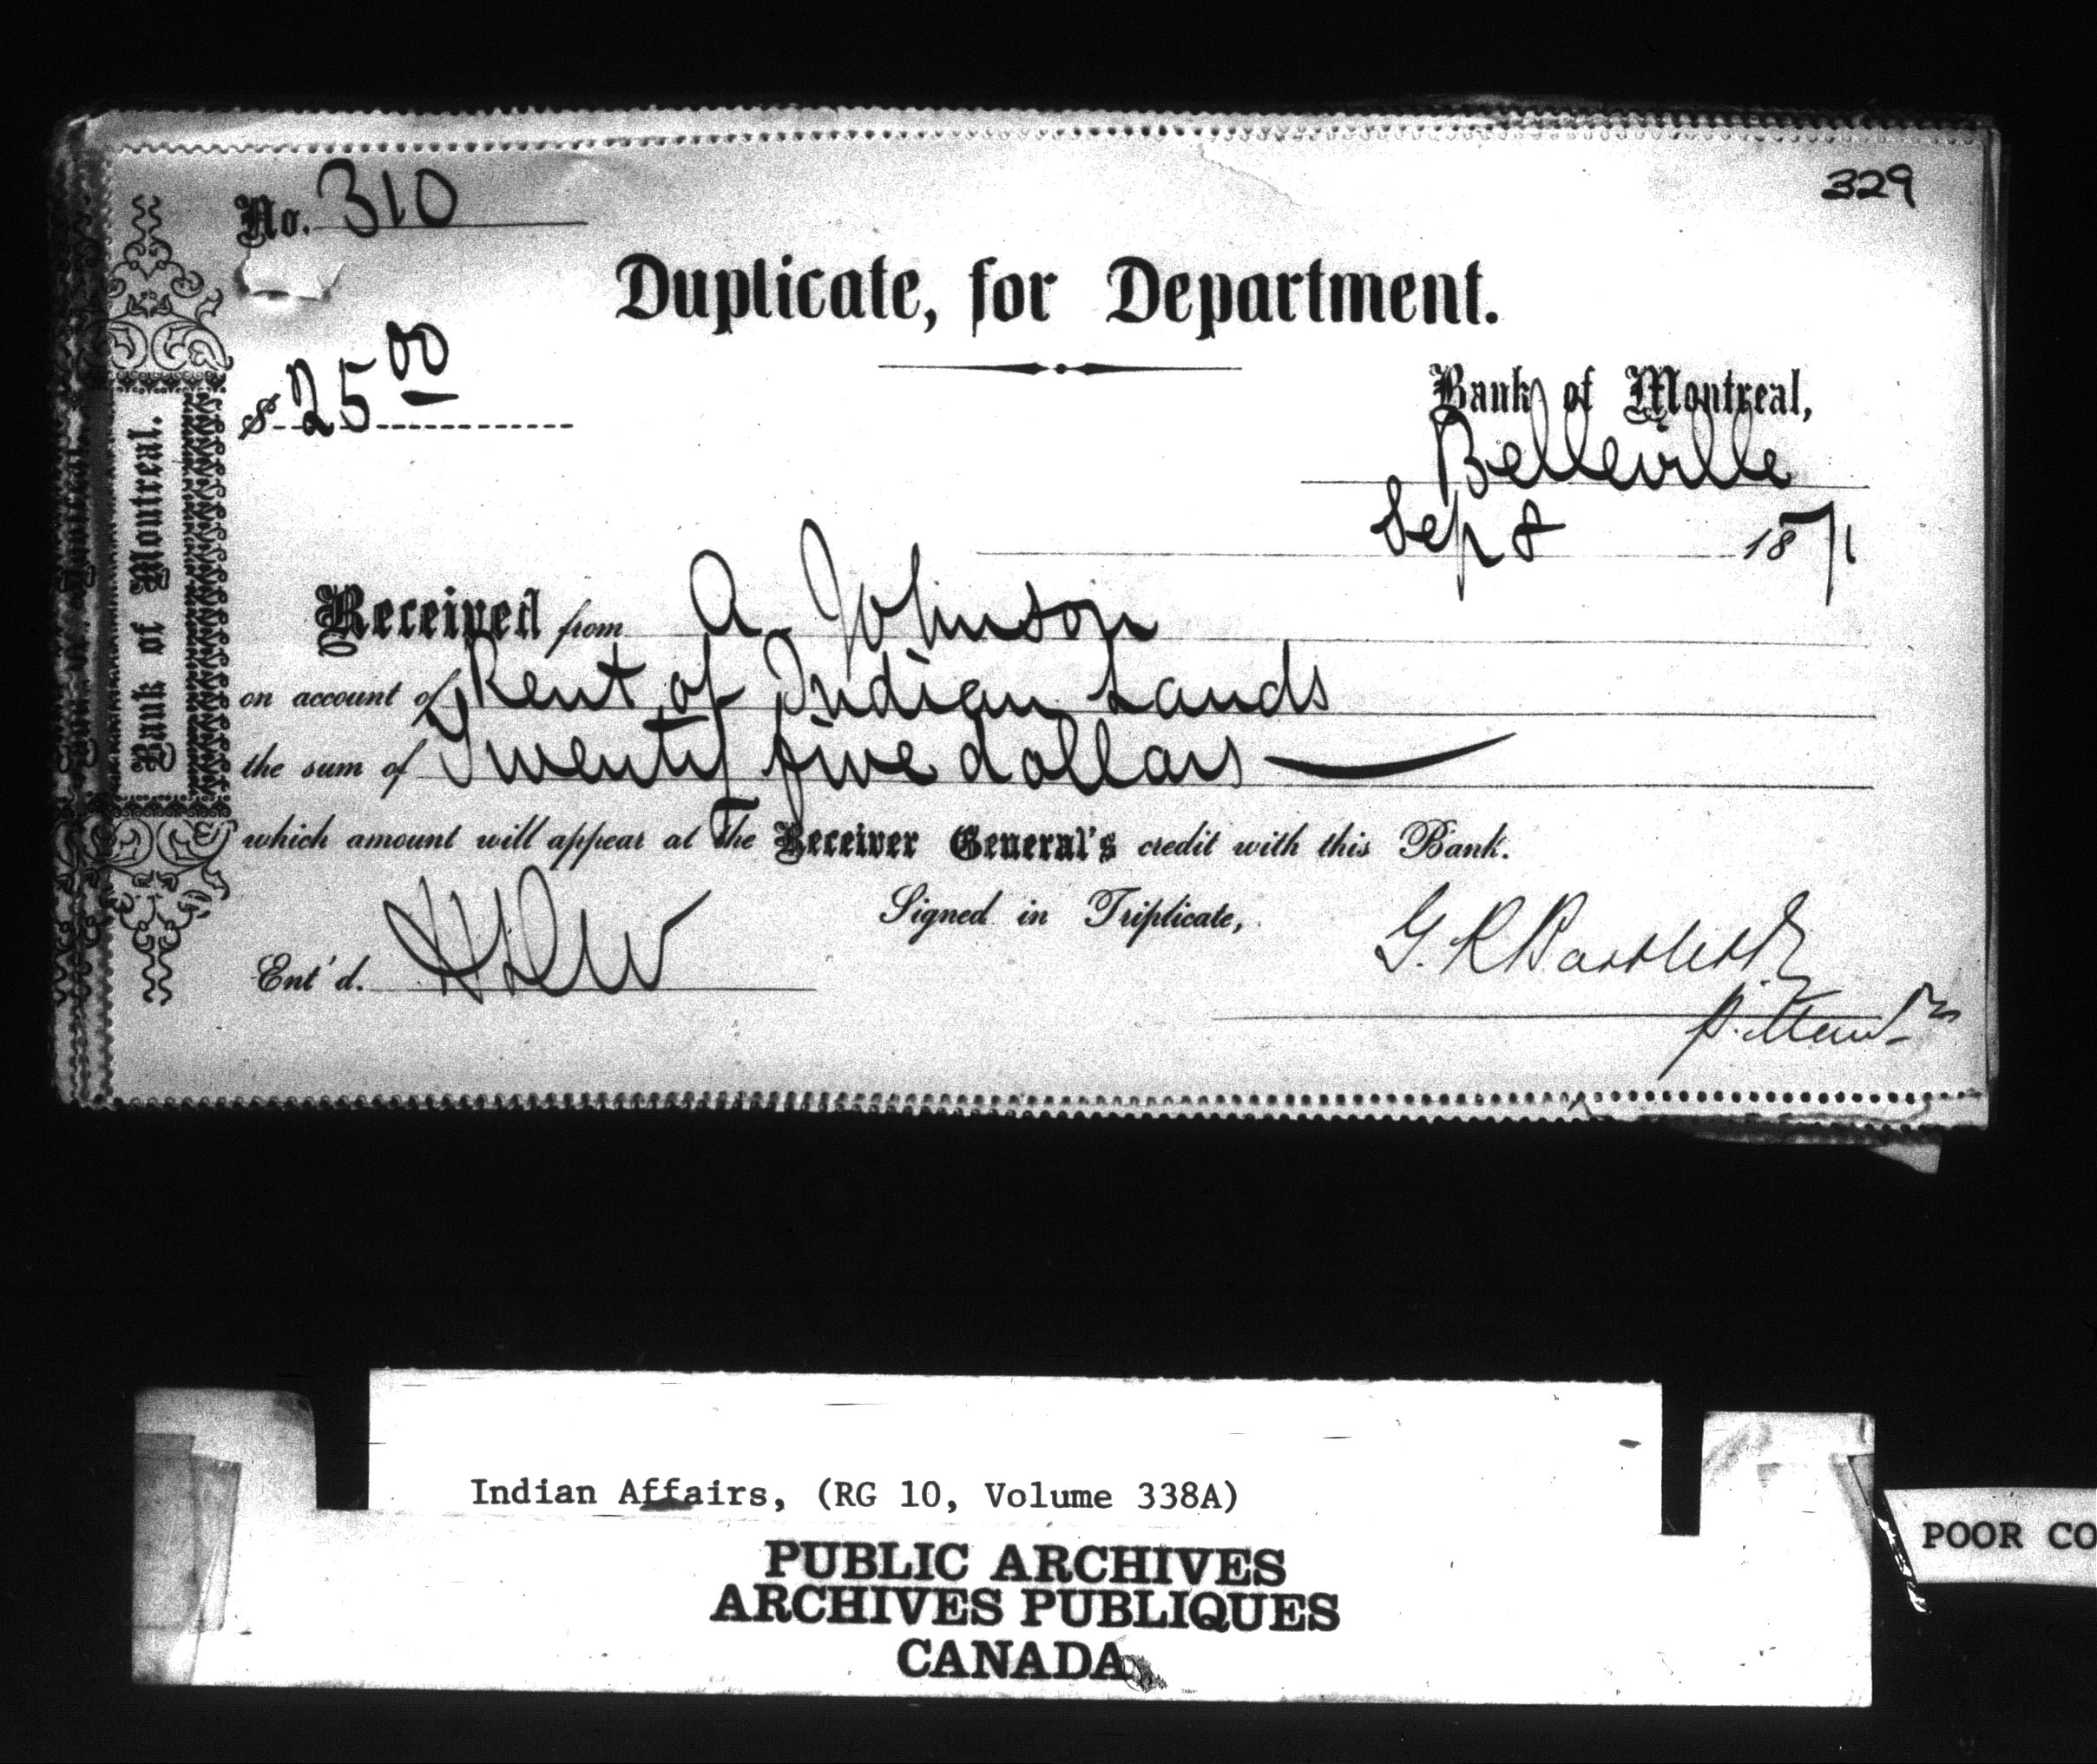 No. 310
329
Duplicate, for Department.
$ 25 00
Bank of Montreal,
Belleville
Sep 8 1871
Received from A. Johnson
on account of Rent of Indian Lands
the sum of Twenty five dollars
which amount will appear at the Receiver General's credit with this Bank.
Signed in Triplicate,
G. R. Bartlett
Ent'd.
Bank of Montreal.
Indian Affairs, (RG 10, Volume 338A)
PUBLIC ARCHIVES
ARCHIVES PUBLIQUES
CANADA
POOR CO